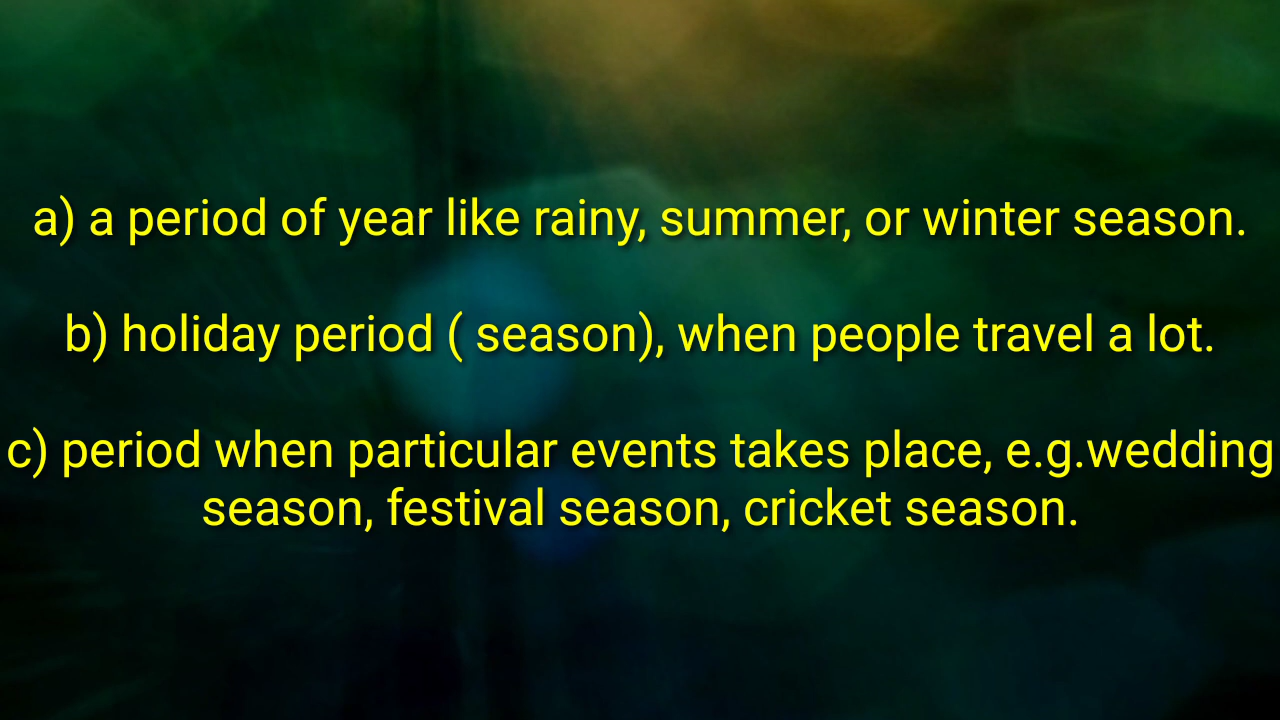 a) a period of year like rainy, summer, or winter season.
b) holiday period ( season), when people travel a lot.
c) period when particular events takes place, e.g.wedding
season, festival season, cricket season.